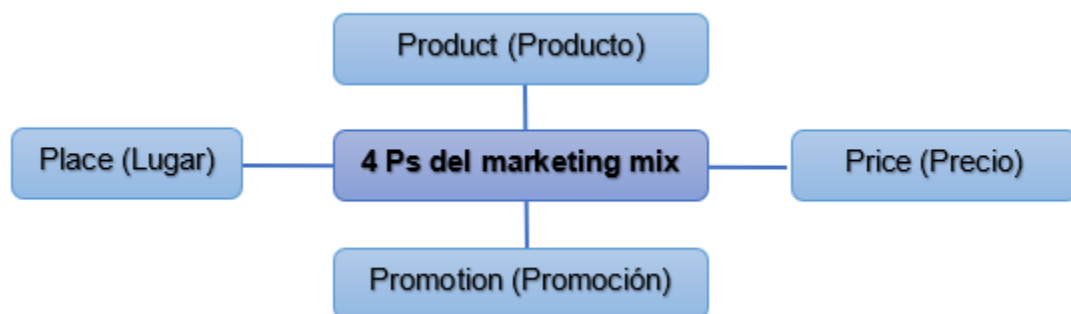 Product (Producto)
Place (Lugar)
4 Ps del marketing mix
Price (Precio)
Promotion (Promoción)